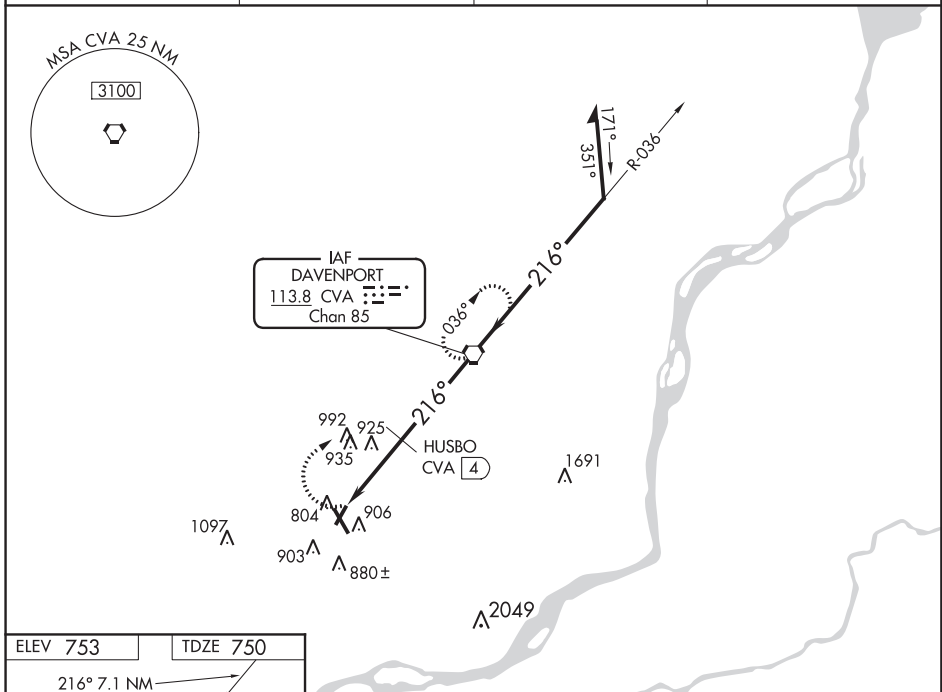 MSA CVA 25 NM
3100
171°
351°
R-036
216°
IAF
DAVENPORT
113.8 CVA
Chan 85
036°
216°
992
925
935
HUSBO
CVA 4
1691
804
906
1097
903
880±
2049
ELEV 753
TDZE 750
216° 7.1 NM